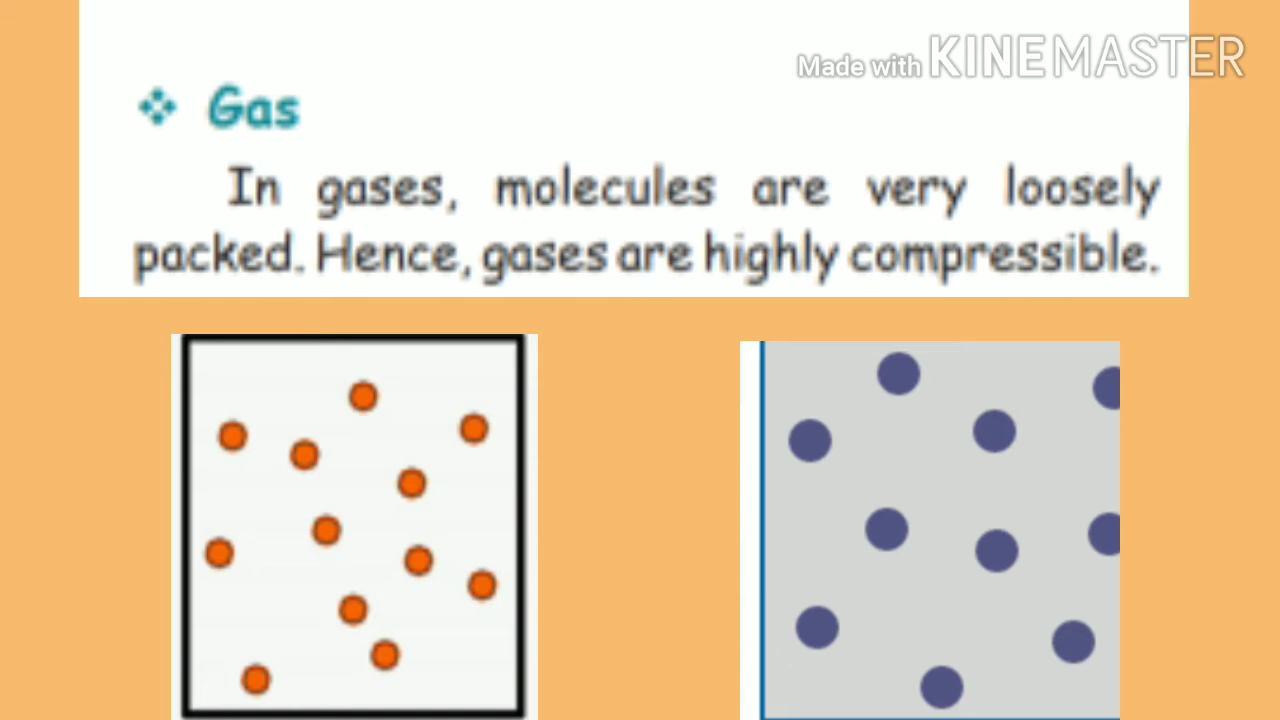 Made with KINEMASTER
Gas
In gases, molecules are very loosely
packed. Hence, gases are highly compressible.